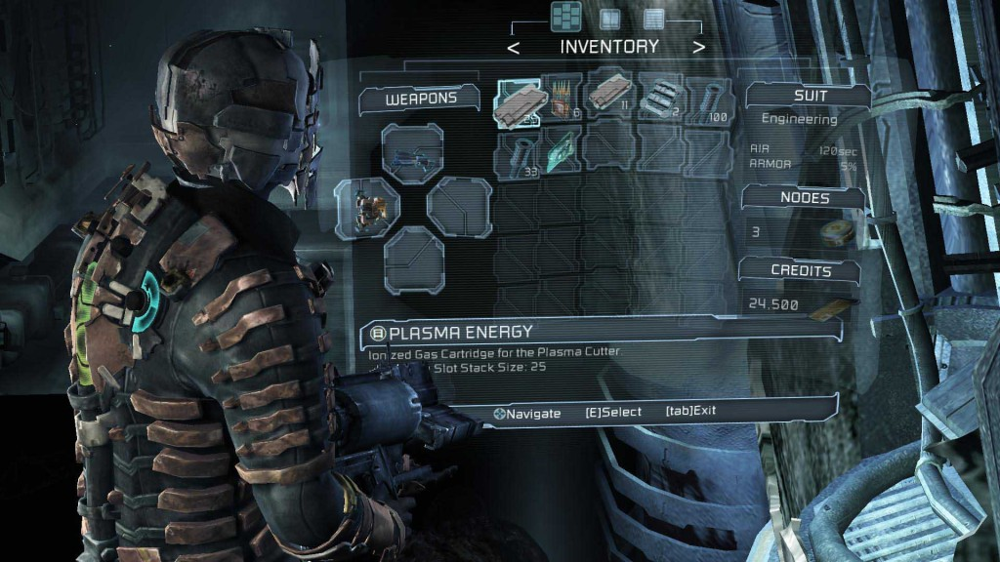 < INVENTORY >
WEAPONS
25 6 11 2 100
33
SUIT
Engineering
AIR 120sec
ARMOR 5%
NODES
3
CREDITS
24,500
PLASMA ENERGY
Ionized Gas Cartridge for the Plasma Cutter
Slot Stack Size: 25
Navigate [E]Select [tab]Exit